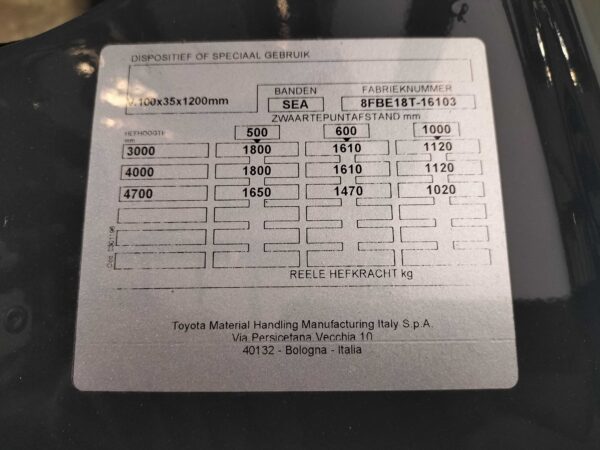 DISPOSITIEF OF SPECIAAL GEBRUIK
V.100x35x1200mm
BANDEN FABRIEKNUMMER
SEA 8FBE18T-16103
ZWAARTEPUNTAFSTAND mm
HEFHOOGTE mm 500 600 1000
3000 1800 1610 1120
4000 1800 1610 1120
4700 1650 1470 1020
REELE HEFKRACHT kg
Toyota Material Handling Manufacturing Italy S.p.A.
Via Persicetana Vecchia 10
40132 - Bologna - Italia